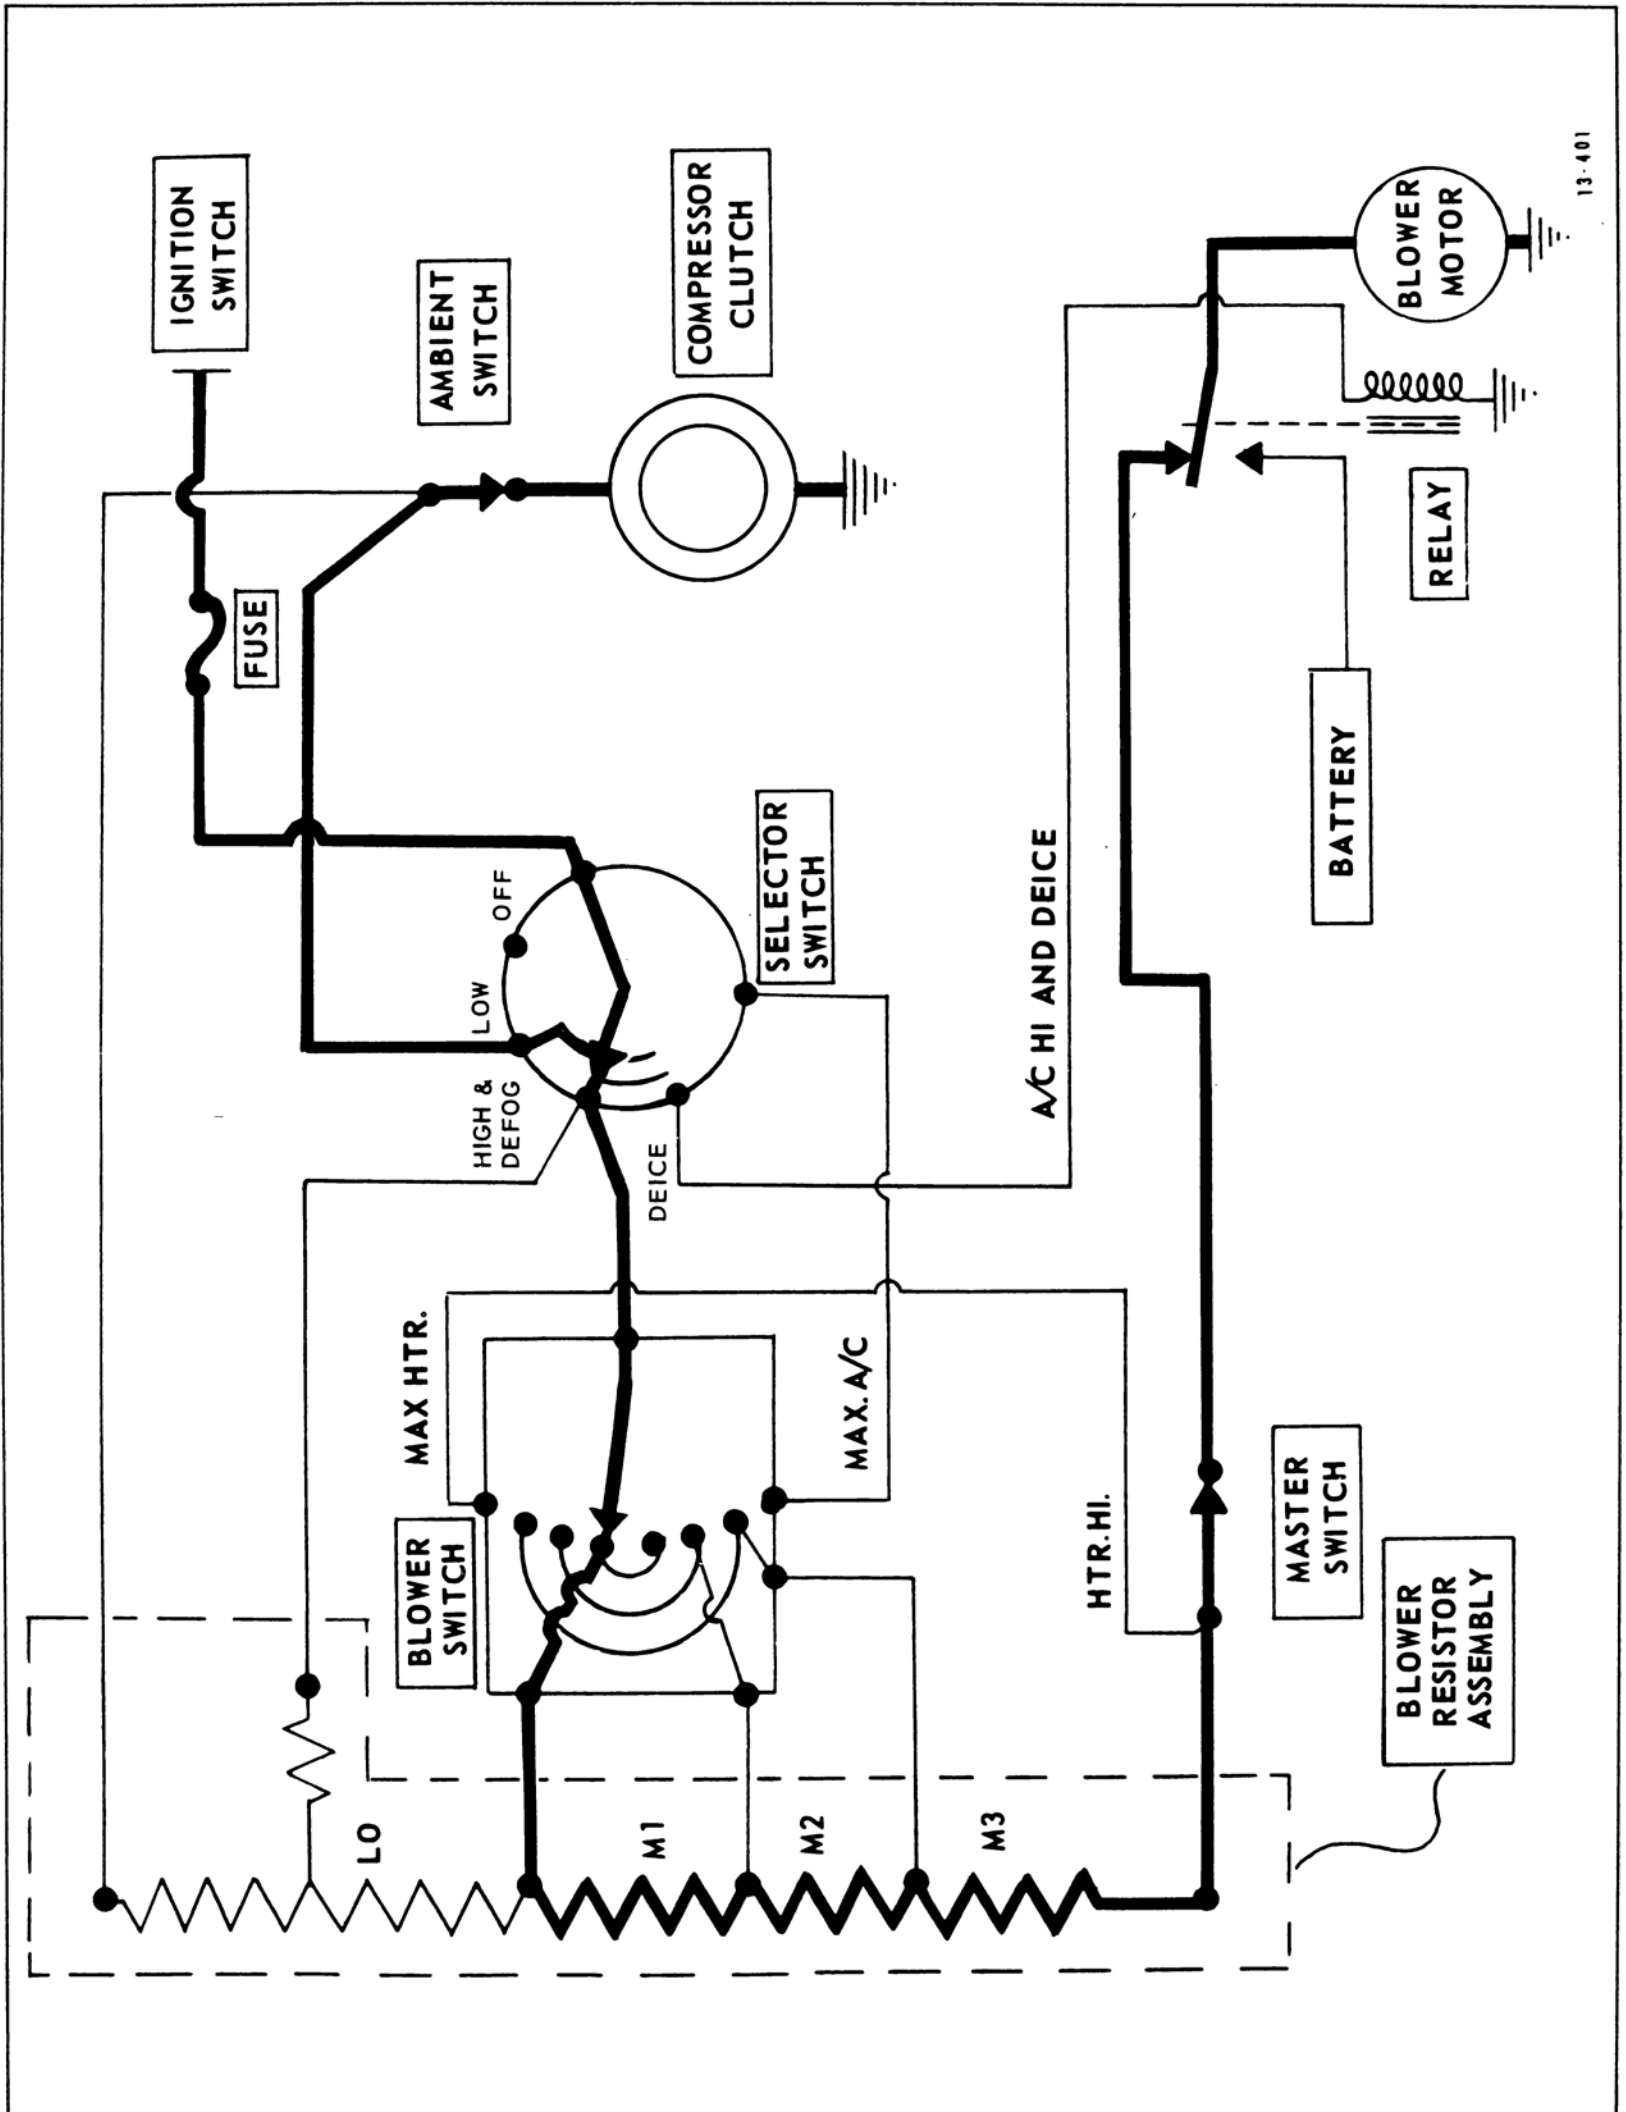 IGNITION
SWITCH
AMBIENT
SWITCH
COMPRESSOR
CLUTCH
BLOWER
MOTOR
13-401
FUSE
RELAY
BATTERY
OFF
LOW
HIGH &
DEFOG
DEICE
SELECTOR
SWITCH
A/C HI AND DEICE
MAX HTR.
MAX. A/C
BLOWER
SWITCH
HTR. HI.
MASTER
SWITCH
BLOWER
RESISTOR
ASSEMBLY
LO
M1
M2
M3